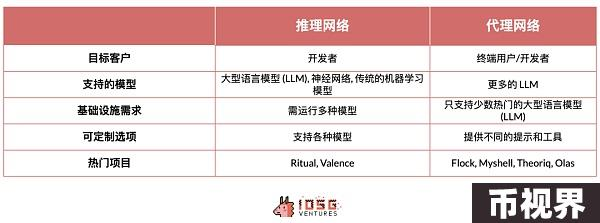 推理网络 代理网络
目标客户 开发者 终端用户/开发者
支持的模型 大型语言模型 (LLM), 神经网络, 传统的机器学习 更多的 LLM
模型
基础设施需求 需运行多种模型 只支持少数热门的大型语言模型
(LLM)
可定制选项 支持各种模型 提供不同的提示和工具
热门项目 Ritual, Valence Flock, Myshell, Theoriq, Olas
IOSG
VENTURES
币视界